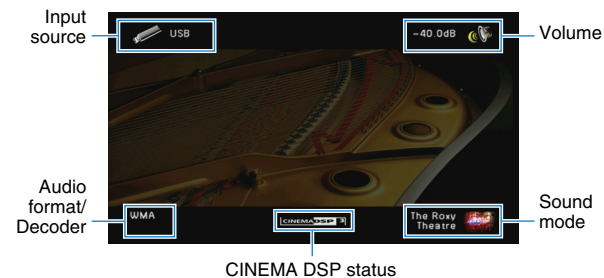 Input
source
USB
-40.0dB
Volume
Audio
format/
Decoder
WMA
CINEMA DSP 3
The Roxy
Theatre
Sound
mode
CINEMA DSP status